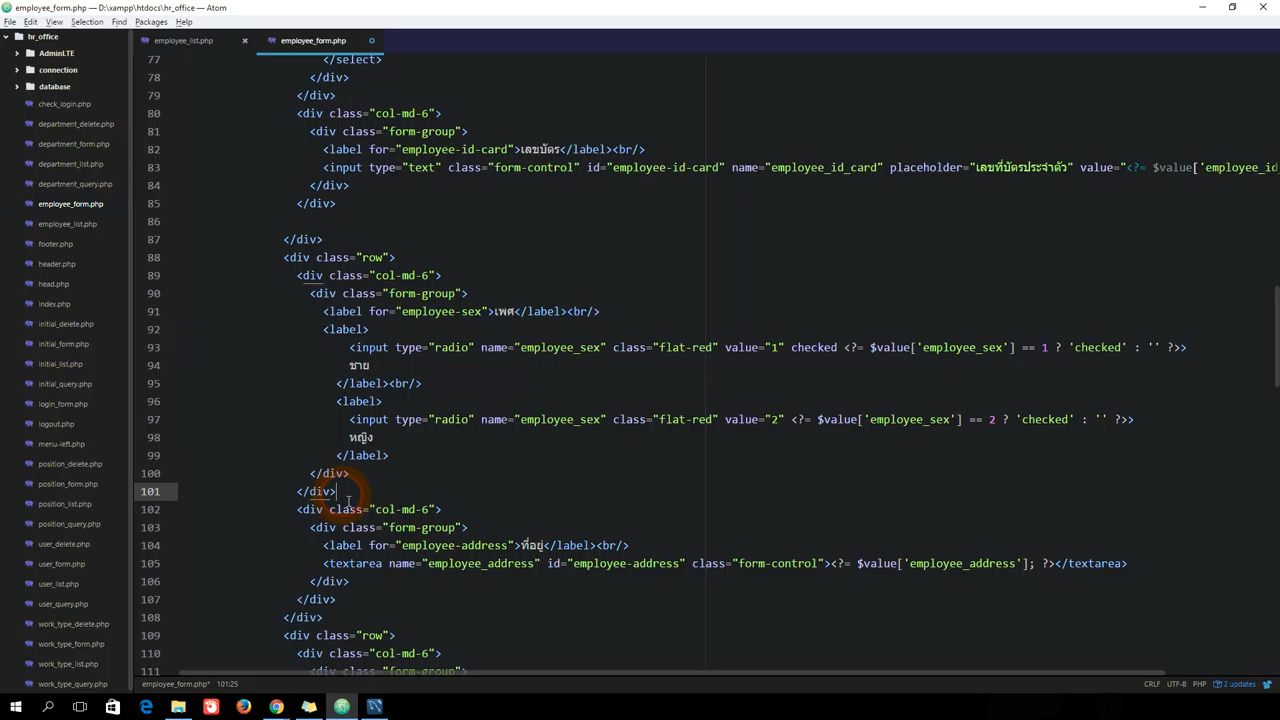 employee_form.php — D:\xampp\htdocs\hr_office — Atom
File Edit View Selection Find Packages Help
hr_office
AdminLTE
connection
database
check_login.php
department_delete.php
department_form.php
department_list.php
department_query.php
employee_form.php
employee_list.php
footer.php
header.php
head.php
index.php
initial_delete.php
initial_form.php
initial_list.php
initial_query.php
login_form.php
logout.php
menu-left.php
position_delete.php
position_form.php
position_list.php
position_query.php
user_delete.php
user_form.php
user_list.php
user_query.php
work_type_delete.php
work_type_form.php
work_type_list.php
work_type_query.php
employee_list.php employee_form.php
77 </select>
78 </div>
79 </div>
80 <div class="col-md-6">
81 <div class="form-group">
82 <label for="employee-id-card">เลขบัตร</label><br/>
83 <input type="text" class="form-control" id="employee-id-card" name="employee_id_card" placeholder="เลขที่บัตรประจำตัว" value="<?= $value['employee_id
84 </div>
85 </div>
86
87 </div>
88 <div class="row">
89 <div class="col-md-6">
90 <div class="form-group">
91 <label for="employee-sex">เพศ</label><br/>
92 <label>
93 <input type="radio" name="employee_sex" class="flat-red" value="1" checked <?= $value['employee_sex'] == 1 ? 'checked' : '' ?>>
94 ชาย
95 </label><br/>
96 <label>
97 <input type="radio" name="employee_sex" class="flat-red" value="2" <?= $value['employee_sex'] == 2 ? 'checked' : '' ?>>
98 หญิง
99 </label>
100 </div>
101 </div>
102 <div class="col-md-6">
103 <div class="form-group">
104 <label for="employee-address">ที่อยู่</label><br/>
105 <textarea name="employee_address" id="employee-address" class="form-control"><?= $value['employee_address']; ?></textarea>
106 </div>
107 </div>
108 </div>
109 <div class="row">
110 <div class="col-md-6">
111 <div class="form-group">
employee_form.php* 101:25 CRLF UTF-8 PHP 2 updates